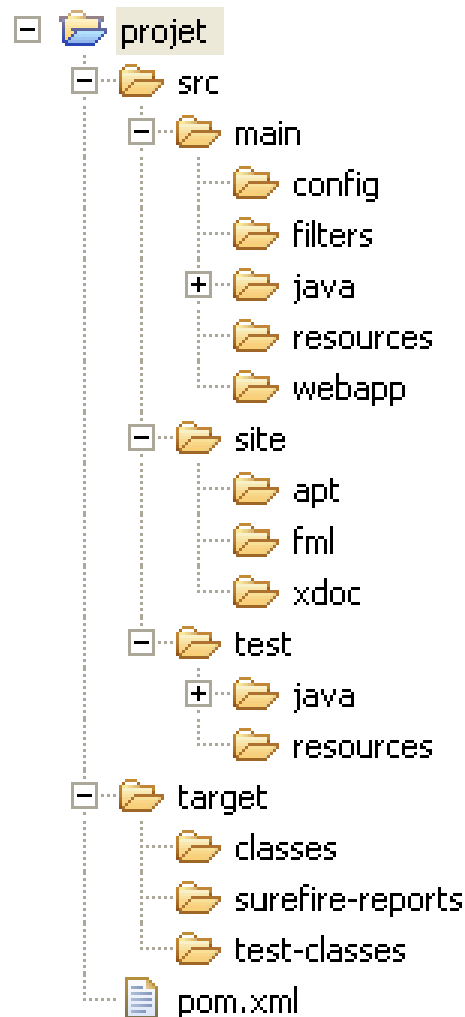 projet
src
main
config
filters
java
resources
webapp
site
apt
fml
xdoc
test
java
resources
target
classes
surefire-reports
test-classes
pom.xml